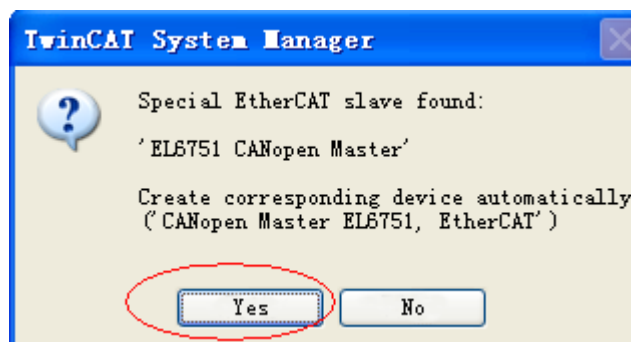 TwinCAT System Manager
Special EtherCAT slave found:
'EL6751 CANopen Master'
Create corresponding device automatically
('CANopen Master EL6751, EtherCAT')
Yes
No